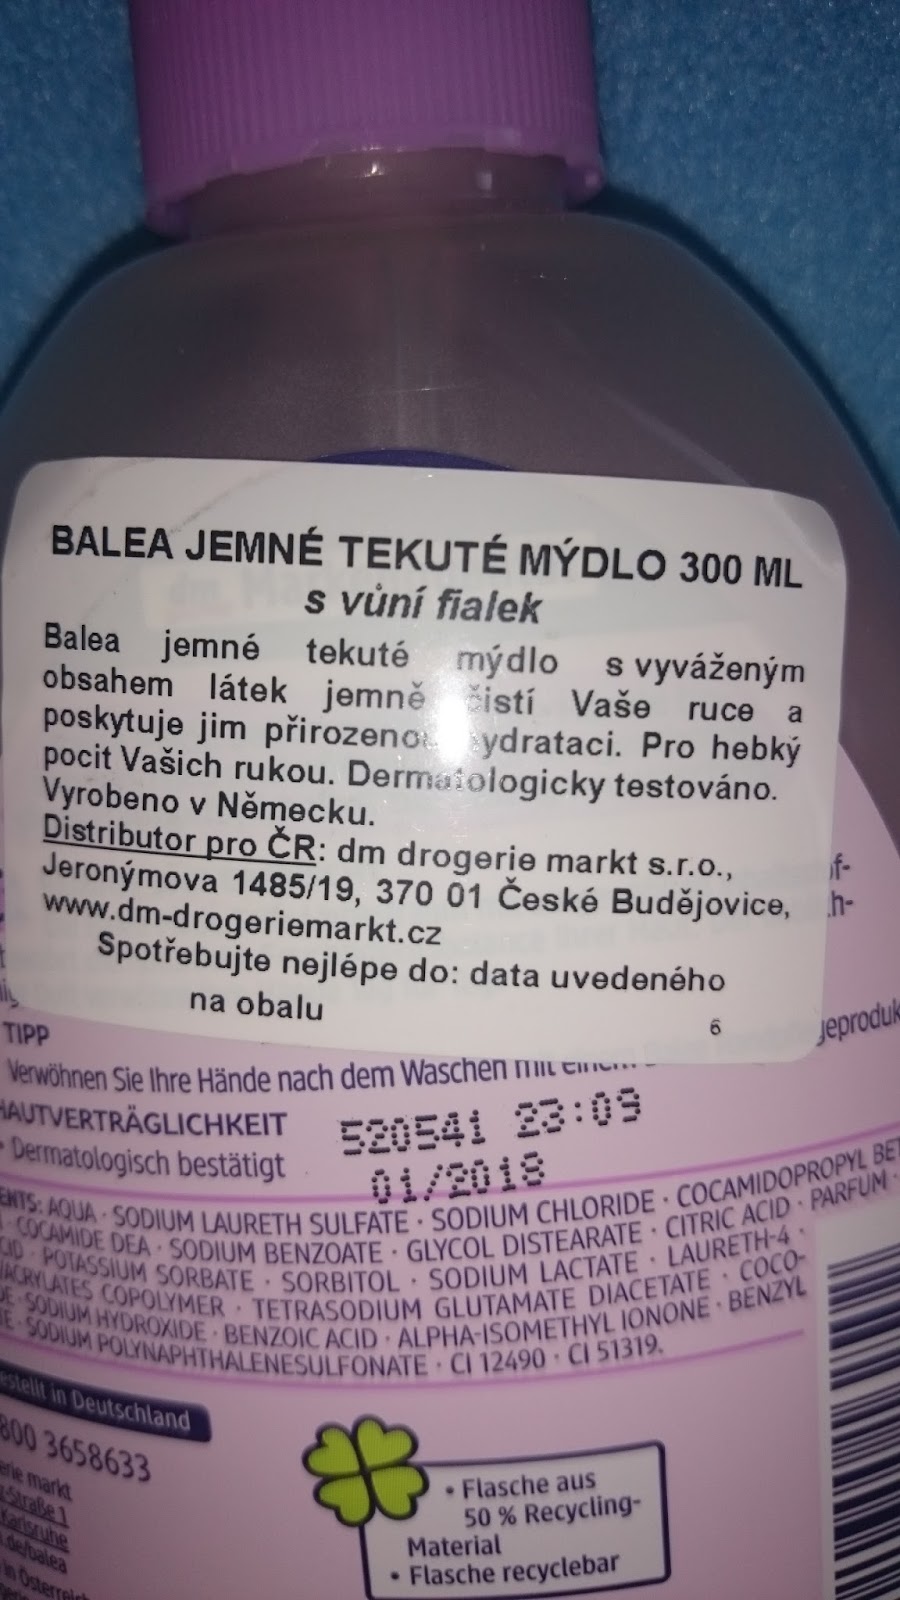 BALEA JEMNÉ TEKUTÉ MÝDLO 300 ML
s vůní fialek
Balea jemné tekuté mýdlo s vyváženým
obsahem látek jemně čistí Vaše ruce a
poskytuje jim přirozenou hydrataci. Pro hebký
pocit Vašich rukou. Dermatologicky testováno.
Vyrobeno v Německu.
Distributor pro ČR: dm drogerie markt s.r.o.,
Jeronýmova 1485/19, 370 01 České Budějovice,
www.dm-drogeriemarkt.cz
Spotřebujte nejlépe do: data uvedeného
na obalu
6
TIPP
Verwöhnen Sie Ihre Hände nach dem Waschen mit
HAUTVERTRÄGLICHKEIT
• Dermatologisch bestätigt
520541 23:09
01/2018
AQUA · SODIUM LAURETH SULFATE · SODIUM CHLORIDE · COCAMIDOPROPYL
· COCAMIDE DEA · SODIUM BENZOATE · GLYCOL DISTEARATE · CITRIC ACID · PARFUM ·
· POTASSIUM SORBATE · SORBITOL · SODIUM LACTATE · LAURETH-4 ·
COPOLYMER · TETRASODIUM GLUTAMATE DIACETATE · COCO-
· SODIUM HYDROXIDE · BENZOIC ACID · ALPHA-ISOMETHYL IONONE · BENZYL
· SODIUM POLYNAPHTHALENESULFONATE · CI 12490 · CI 51319.
in Deutschland
800 3658633
markt
Karlsruhe
• Flasche aus
50 % Recycling-
Material
• Flasche recyclebar